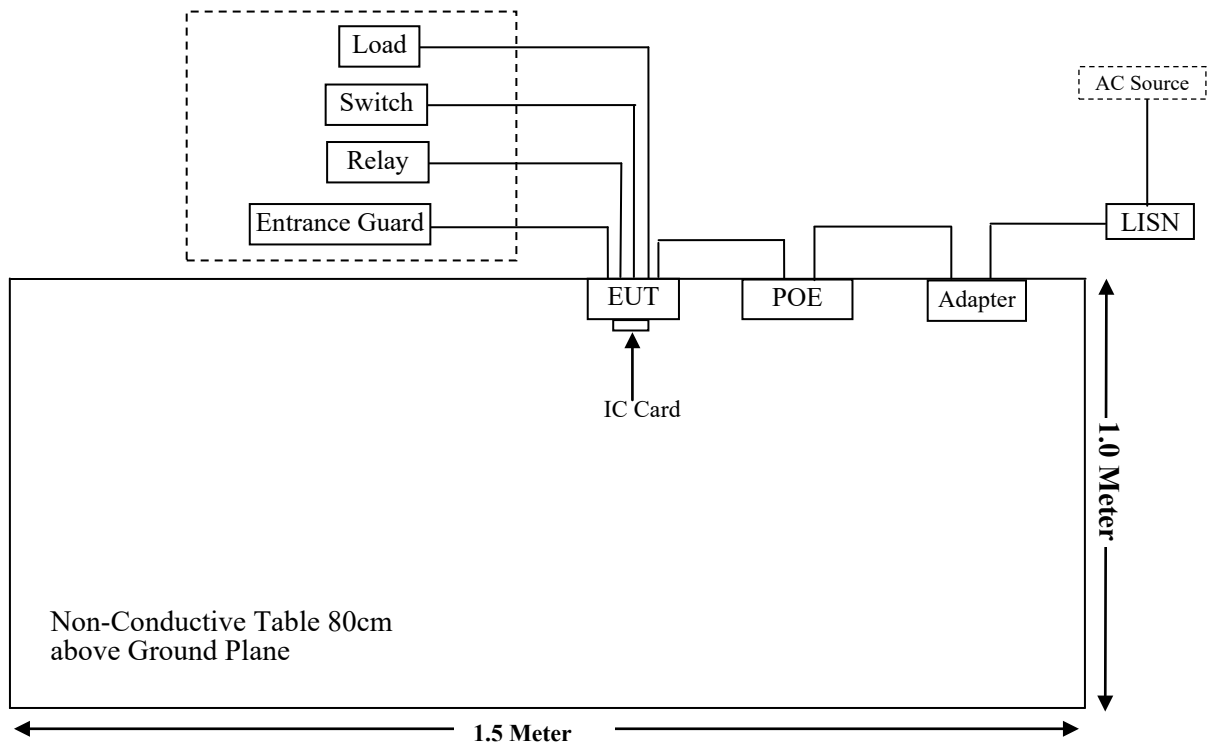 Load
AC Source
Switch
Relay
Entrance Guard
LISN
EUT
POE
Adapter
IC Card
1.0 Meter
Non-Conductive Table 80cm
above Ground Plane
1.5 Meter